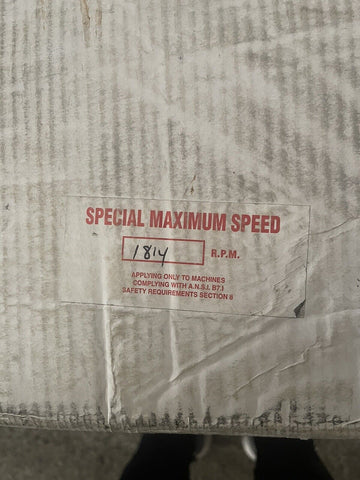 SPECIAL MAXIMUM SPEED
1814 R.P.M.
APPLYING ONLY TO MACHINES
COMPLYING WITH A.N.S.I. B7.1
SAFETY REQUIREMENTS SECTION 8